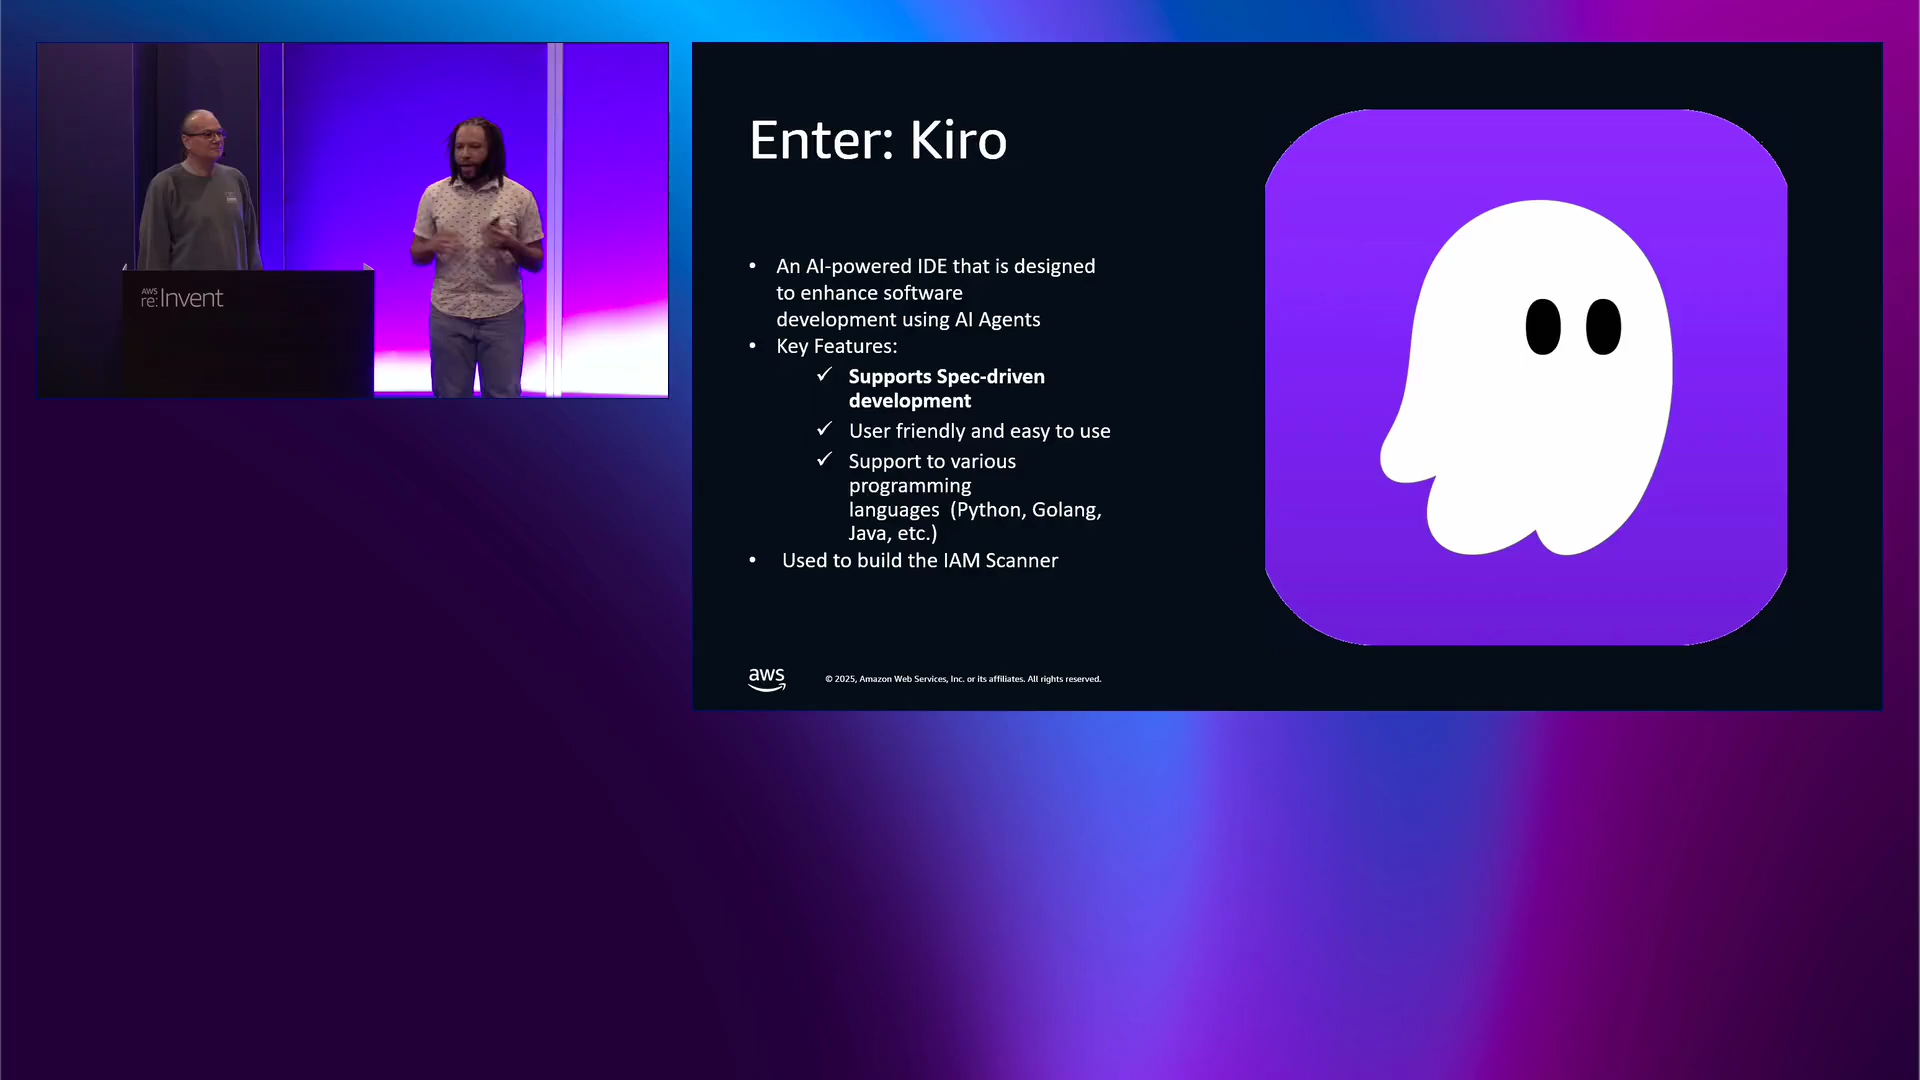 AWS
re:Invent
Enter: Kiro
• An AI-powered IDE that is designed
to enhance software
development using AI Agents
• Key Features:
✓ Supports Spec-driven
development
✓ User friendly and easy to use
✓ Support to various
programming
languages (Python, Golang,
Java, etc.)
• Used to build the IAM Scanner
aws
© 2025, Amazon Web Services, Inc. or its affiliates. All rights reserved.